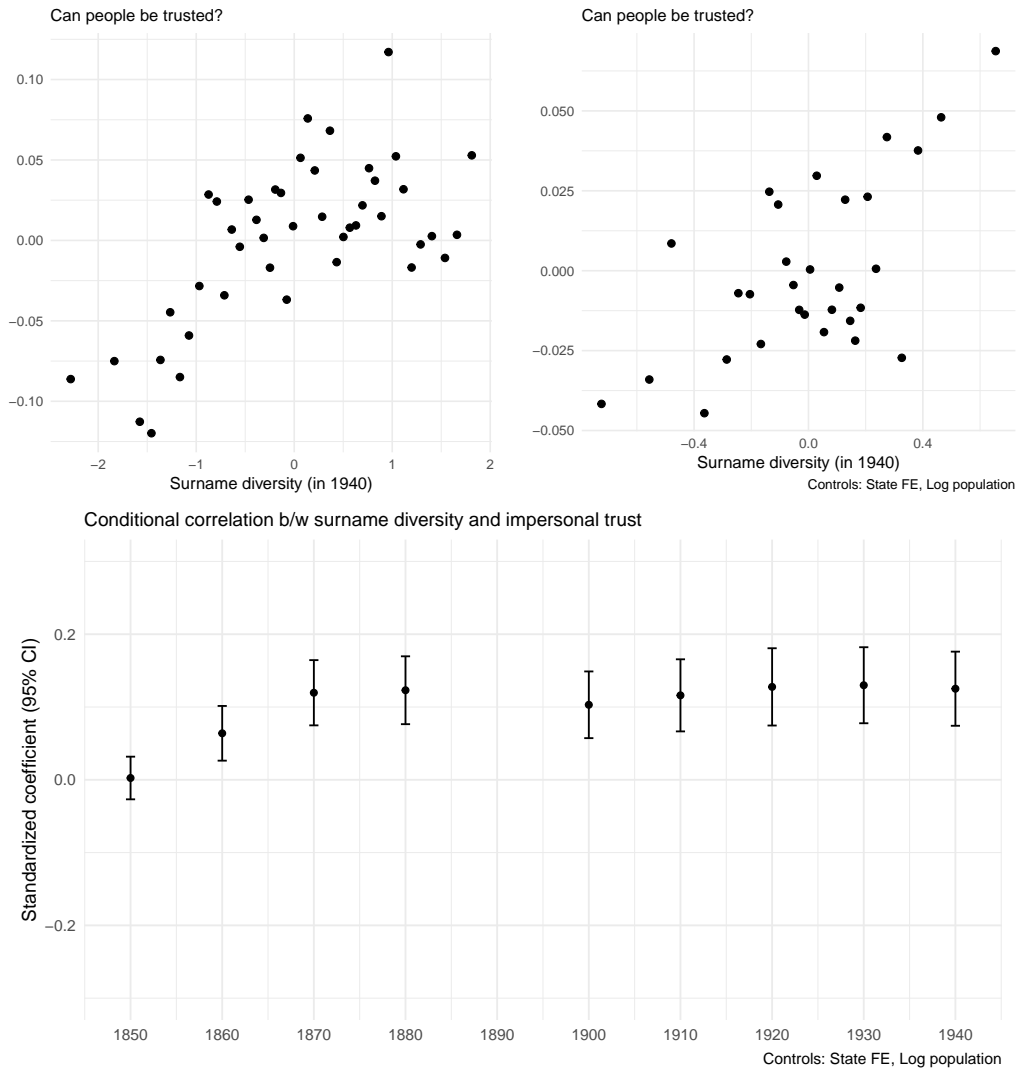 Can people be trusted?
0.10
0.05
0.00
−0.05
−0.10
−2 −1 0 1 2
Surname diversity (in 1940)
Can people be trusted?
0.050
0.025
0.000
−0.025
−0.050
−0.4 0.0 0.4
Surname diversity (in 1940)
Controls: State FE, Log population
Conditional correlation b/w surname diversity and impersonal trust
Standardized coefficient (95% CI)
0.2
0.0
−0.2
1850 1860 1870 1880 1890 1900 1910 1920 1930 1940
Controls: State FE, Log population